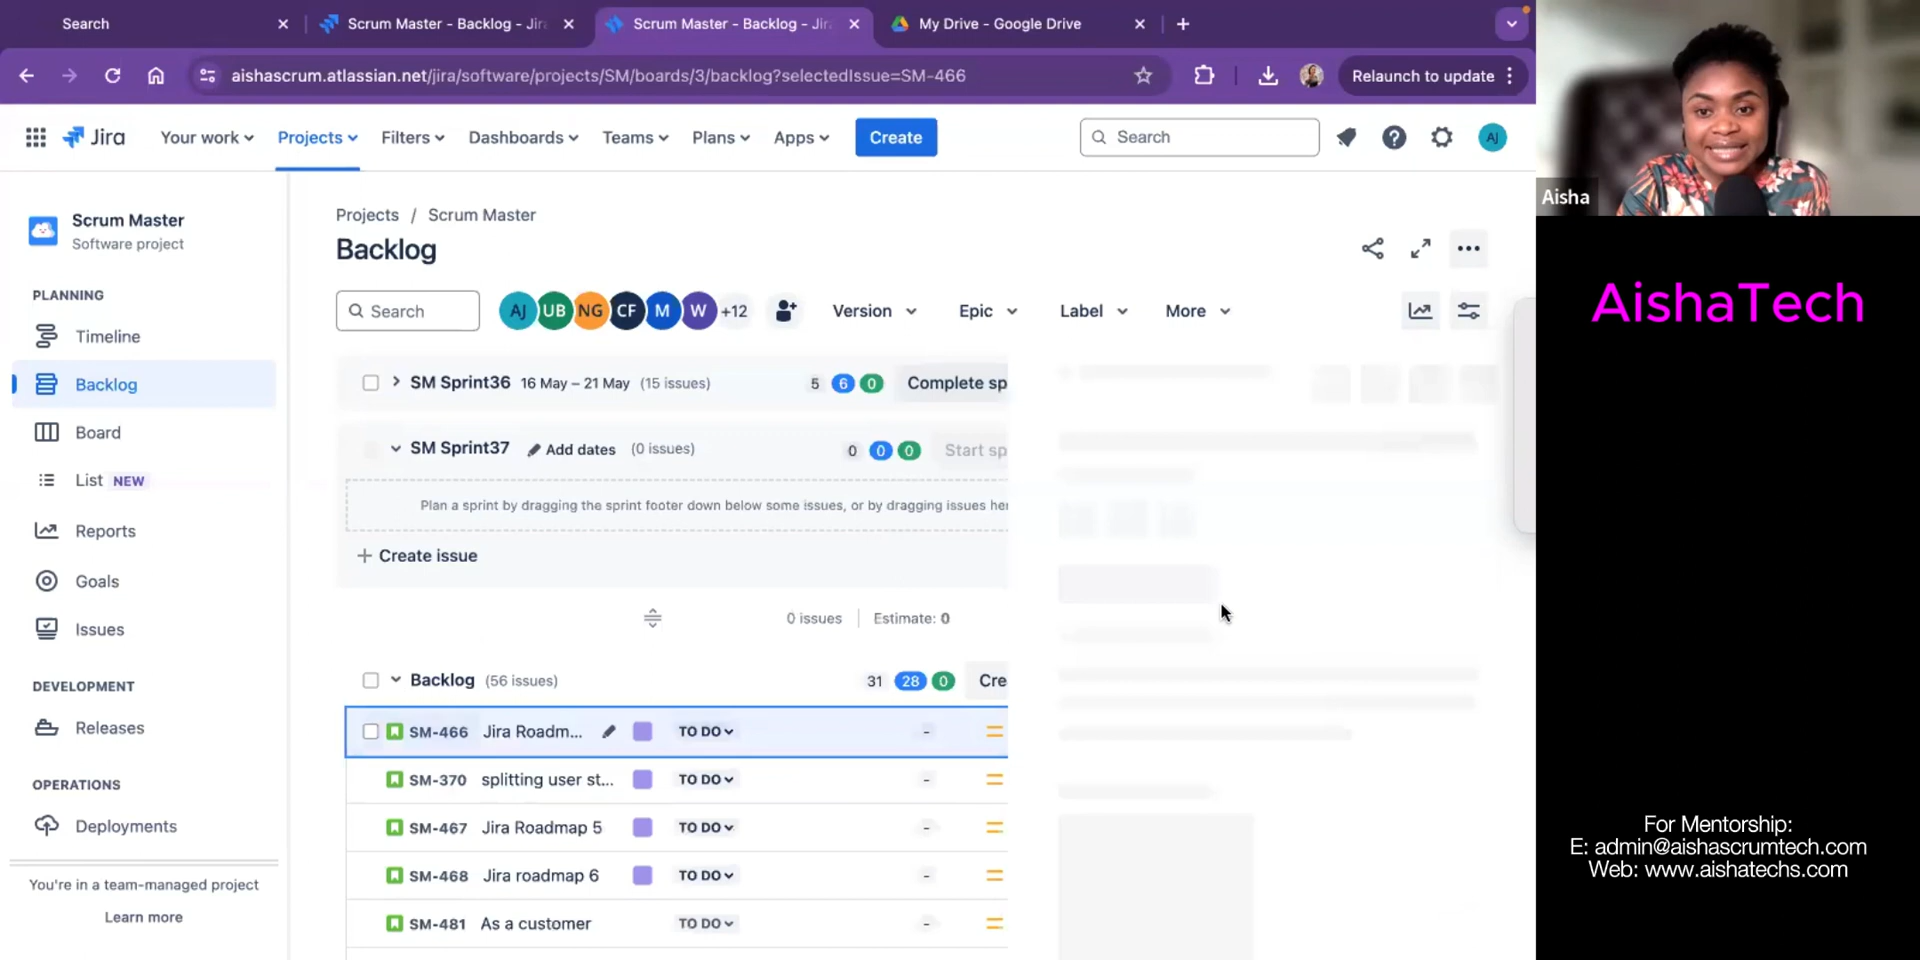 Search
Scrum Master - Backlog - Jir
Scrum Master - Backlog - Jir
My Drive - Google Drive
aishascrum.atlassian.net/jira/software/projects/SM/boards/3/backlog?selectedIssue=SM-466
Relaunch to update
Jira
Your work
Projects
Filters
Dashboards
Teams
Plans
Apps
Create
Search
AJ
Aisha
Scrum Master
Software project
PLANNING
Timeline
Backlog
Board
List NEW
Reports
Goals
Issues
DEVELOPMENT
Releases
OPERATIONS
Deployments
You're in a team-managed project
Learn more
Projects / Scrum Master
Backlog
Search
AJ UB NG CF M W +12
Version
Epic
Label
More
SM Sprint36 16 May – 21 May (15 issues) 5 6 0 Complete sp
SM Sprint37 Add dates (0 issues) 0 0 0 Start sp
Plan a sprint by dragging the sprint footer down below some issues, or by dragging issues her
+ Create issue
0 issues Estimate: 0
Backlog (56 issues) 31 28 0 Cre
SM-466 Jira Roadm... TO DO -
SM-370 splitting user st... TO DO -
SM-467 Jira Roadmap 5 TO DO -
SM-468 Jira roadmap 6 TO DO -
SM-481 As a customer TO DO -
AishaTech
For Mentorship:
E: admin@aishascrumtech.com
Web: www.aishatechs.com